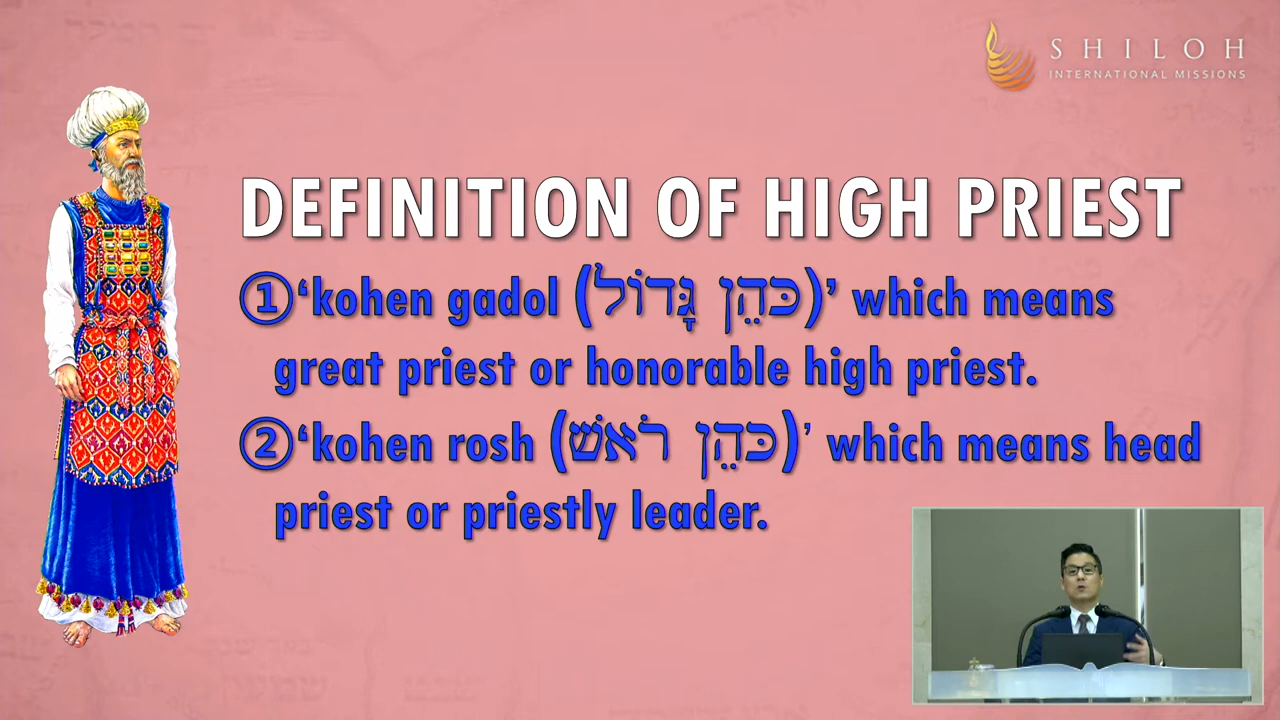 SHILOH
INTERNATIONAL MISSIONS
DEFINITION OF HIGH PRIEST
①‘kohen gadol (כֹּהֵן גָּדוֹל)’ which means
great priest or honorable high priest.
②‘kohen rosh (כֹּהֵן רֹאשׁ)’ which means head
priest or priestly leader.